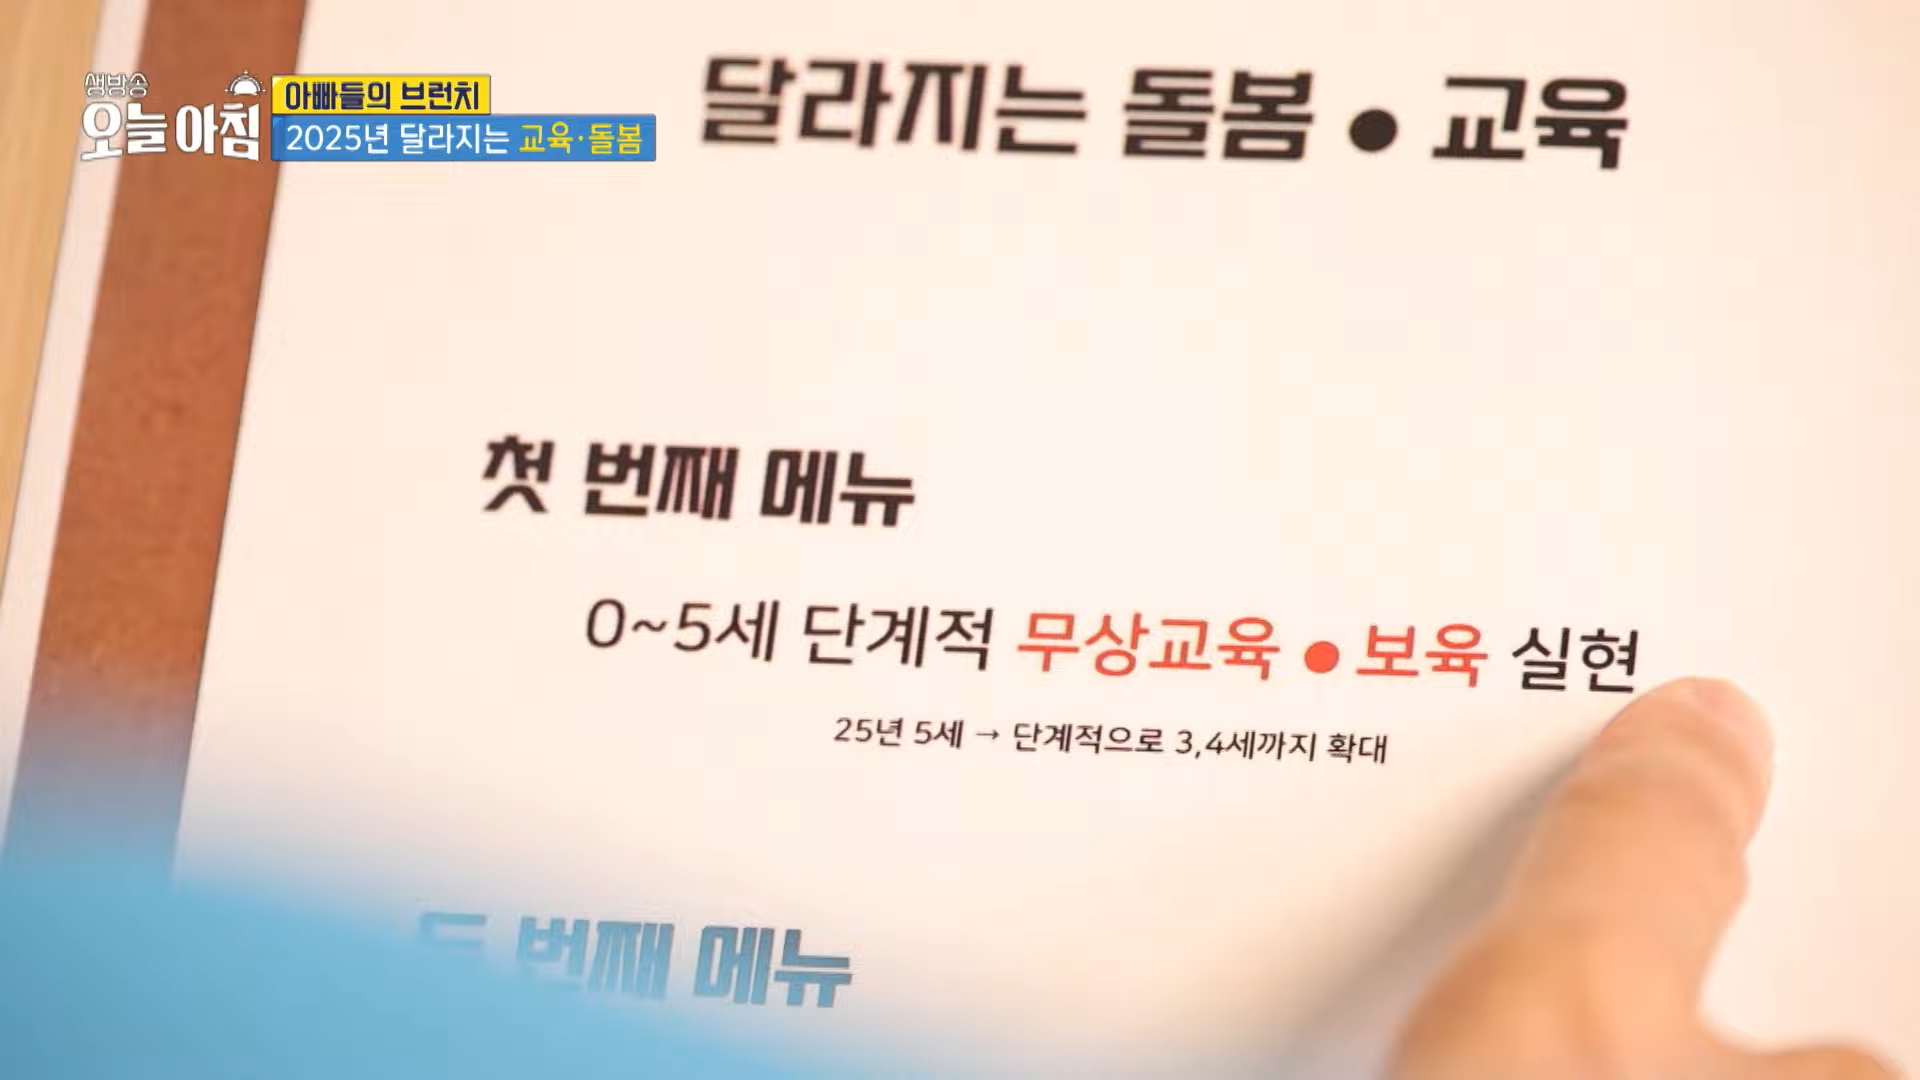 생방송
오늘 아침
아빠들의 브런치
2025년 달라지는 교육·돌봄
달라지는 돌봄 ● 교육
첫 번째 메뉴
0~5세 단계적 무상교육 ● 보육 실현
25년 5세 → 단계적으로 3,4세까지 확대
두 번째 메뉴